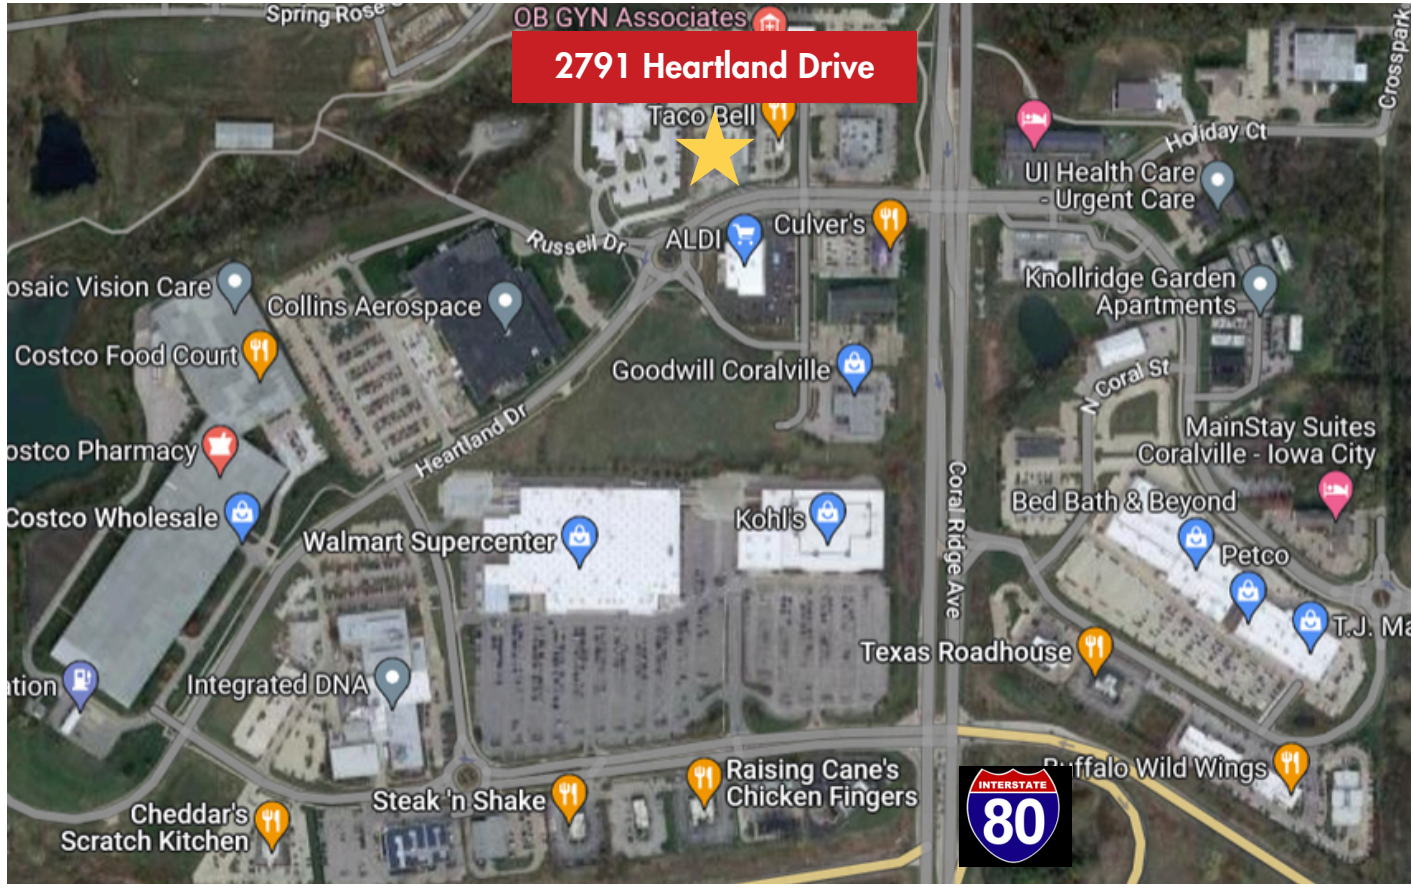 Spring Rose
OB GYN Associates
2791 Heartland Drive
Taco Bell
Crosspark
Holiday Ct
UI Health Care
- Urgent Care
Culver's
ALDI
Russell Dr
osaic Vision Care
Collins Aerospace
Knollridge Garden
Apartments
Costco Food Court
Goodwill Coralville
N Coral St
Heartland Dr
MainStay Suites
Coralville - Iowa City
ostco Pharmacy
Costco Wholesale
Walmart Supercenter
Kohl's
Coral Ridge Ave
Bed Bath & Beyond
Petco
T.J. Ma
Texas Roadhouse
ation
Integrated DNA
Buffalo Wild Wings
Raising Cane's
Chicken Fingers
Steak 'n Shake
Cheddar's
Scratch Kitchen
INTERSTATE
80